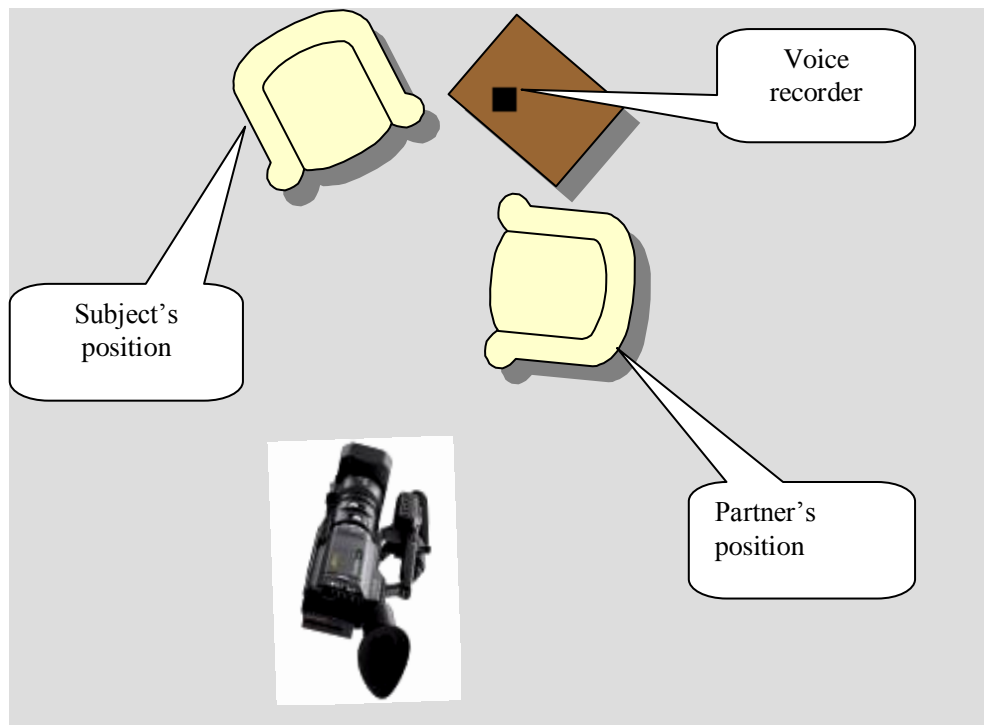 Voice
recorder
Subject’s
position
Partner’s
position